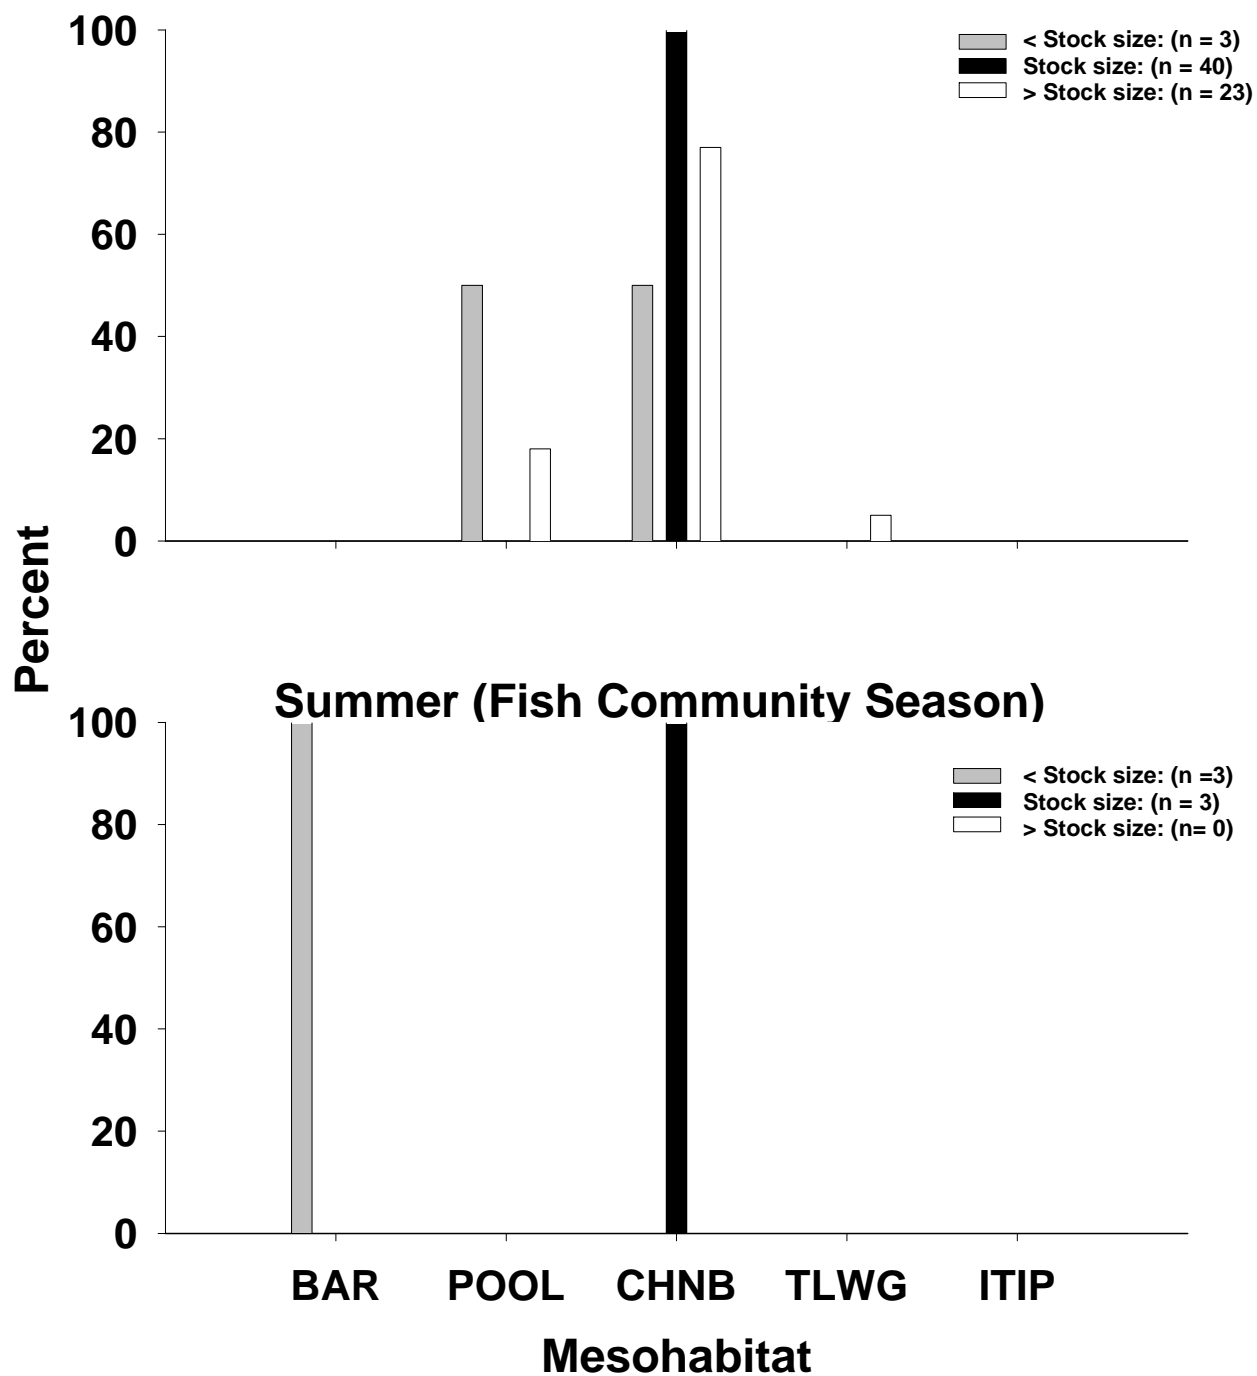 100
80
60
40
20
0
< Stock size: (n = 3)
Stock size: (n = 40)
> Stock size: (n = 23)
Percent
Summer (Fish Community Season)
100
80
60
40
20
0
< Stock size: (n =3)
Stock size: (n = 3)
> Stock size: (n= 0)
BAR POOL CHNB TLWG ITIP
Mesohabitat